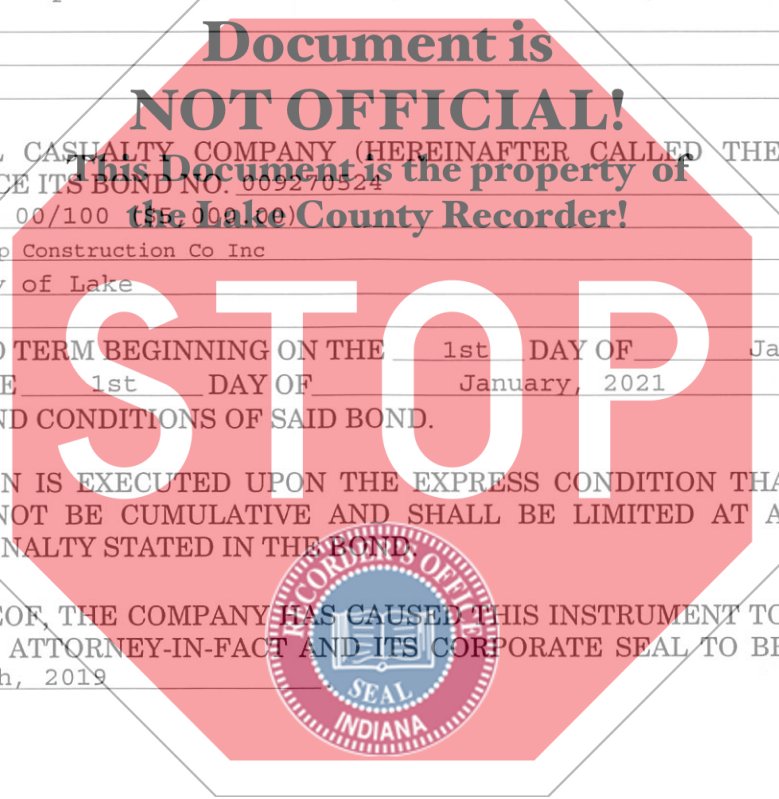 Document is
NOT OFFICIAL!
CASUALTY COMPANY (HEREINAFTER CALLED THE
This Document is the property of
CE ITS BOND NO. 009270524
00/100 ($5,000.00)
the Lake County Recorder!
p Construction Co Inc
y of Lake
STOP
D TERM BEGINNING ON THE 1st DAY OF Ja
E 1st DAY OF January, 2021
ND CONDITIONS OF SAID BOND.
N IS EXECUTED UPON THE EXPRESS CONDITION THA
NOT BE CUMULATIVE AND SHALL BE LIMITED AT A
NALTY STATED IN THE BOND.
RECORDER'S OFFICE
EOF, THE COMPANY HAS CAUSED THIS INSTRUMENT TO
ATTORNEY-IN-FACT AND ITS CORPORATE SEAL TO BE
h, 2019
SEAL
INDIANA